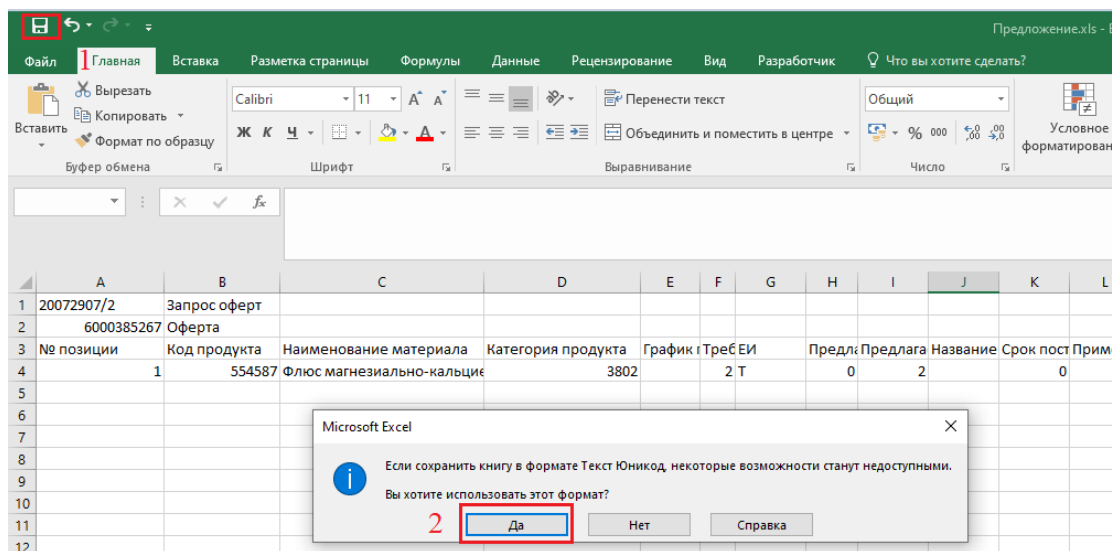 Предложение.xls - E
1
Файл Главная Вставка Разметка страницы Формулы Данные Рецензирование Вид Разработчик Что вы хотите сделать?
Вставить
Вырезать
Копировать
Формат по образцу
Буфер обмена
Calibri 11
Ж К Ч
Шрифт
Перенести текст
Объединить и поместить в центре
Выравнивание
Общий
% 000
Число
Условное
форматирован
fx
A B C D E F G H I J K L
1 20072907/2 Запрос оферт
2 6000385267 Оферта
3 № позиции Код продукта Наименование материала Категория продукта График г Треб ЕИ Предла Предлага Название Срок пост Прим
4 1 554587 Флюс магнезиально-кальцие 3802 2 Т 0 2 0
5
6
7
8
9
10
11
12
Microsoft Excel
Если сохранить книгу в формате Текст Юникод, некоторые возможности станут недоступными.
Вы хотите использовать этот формат?
2 Да Нет Справка